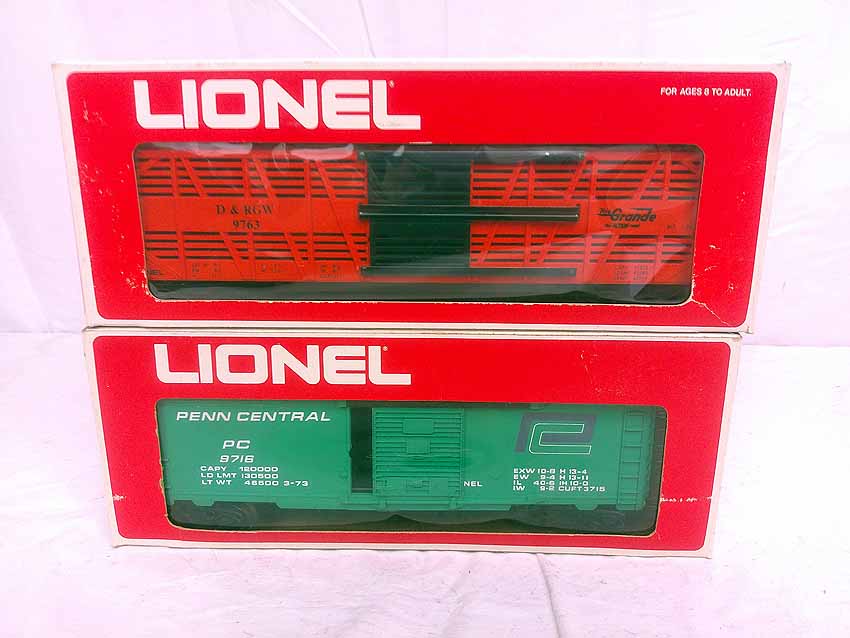 LIONEL
FOR AGES 8 TO ADULT.
D & RGW
9763
Rio
Grande
LIONEL
PENN CENTRAL
PC
9716
CAPY 120000
LD LMT 130500
LT WT 46500 3-73
NEL
EXW 10-8 H 13-4
EW 9-4 H 13-11
IL 40-6 IH 10-0
IW 9-2 CUFT 3715